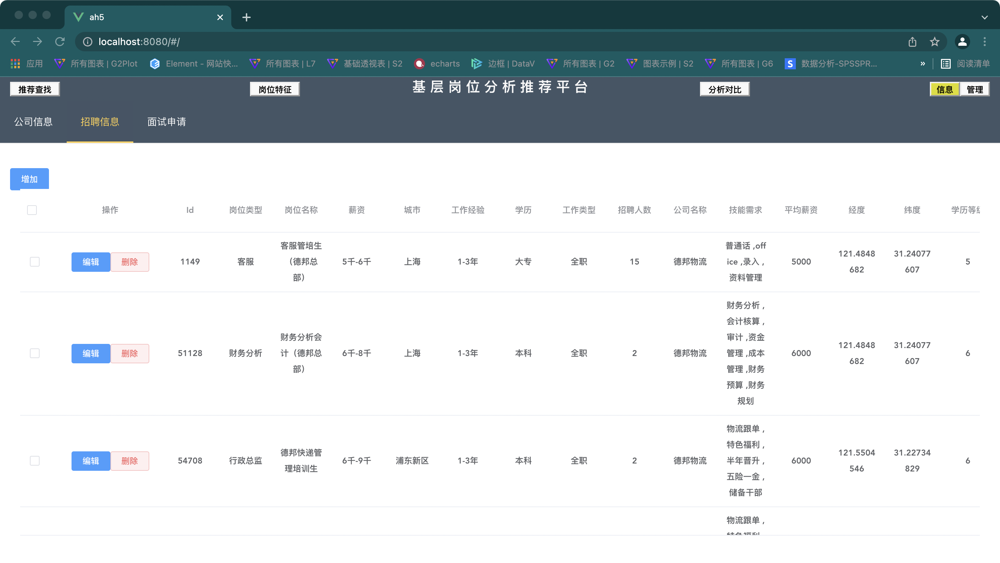 ah5
localhost:8080/#/
应用 所有图表 | G2Plot Element - 网站快... 所有图表 | L7 基础透视表 | S2 echarts 边框 | DataV 所有图表 | G2 图表示例 | S2 所有图表 | G6 S 数据分析-SPSSPR... » 阅读清单
推荐查找 岗位特征 基层岗位分析推荐平台 分析对比 信息 管理
公司信息 招聘信息 面试申请
增加
操作 Id 岗位类型 岗位名称 薪资 城市 工作经验 学历 工作类型 招聘人数 公司名称 技能需求 平均薪资 经度 纬度 学历等
编辑 删除 1149 客服
客服管培生
（德邦总
部）
5千-6千 上海 1-3年 大专 全职 15 德邦物流
普通话 ,off
ice ,录入 ,
资料管理
5000
121.4848
682
31.24077
607
5
编辑 删除 51128 财务分析
财务分析会
计（德邦总
部）
6千-8千 上海 1-3年 本科 全职 2 德邦物流
财务分析 ,
会计核算 ,
审计 ,资金
管理 ,成本
管理 ,财务
预算 ,财务
规划
6000
121.4848
682
31.24077
607
6
编辑 删除 54708 行政总监
德邦快递管
理培训生
6千-9千 浦东新区 1-3年 本科 全职 2 德邦物流
物流跟单 ,
特色福利 ,
半年晋升 ,
五险一金 ,
储备干部
6000
121.5504
546
31.22734
829
6
物流跟单 ,